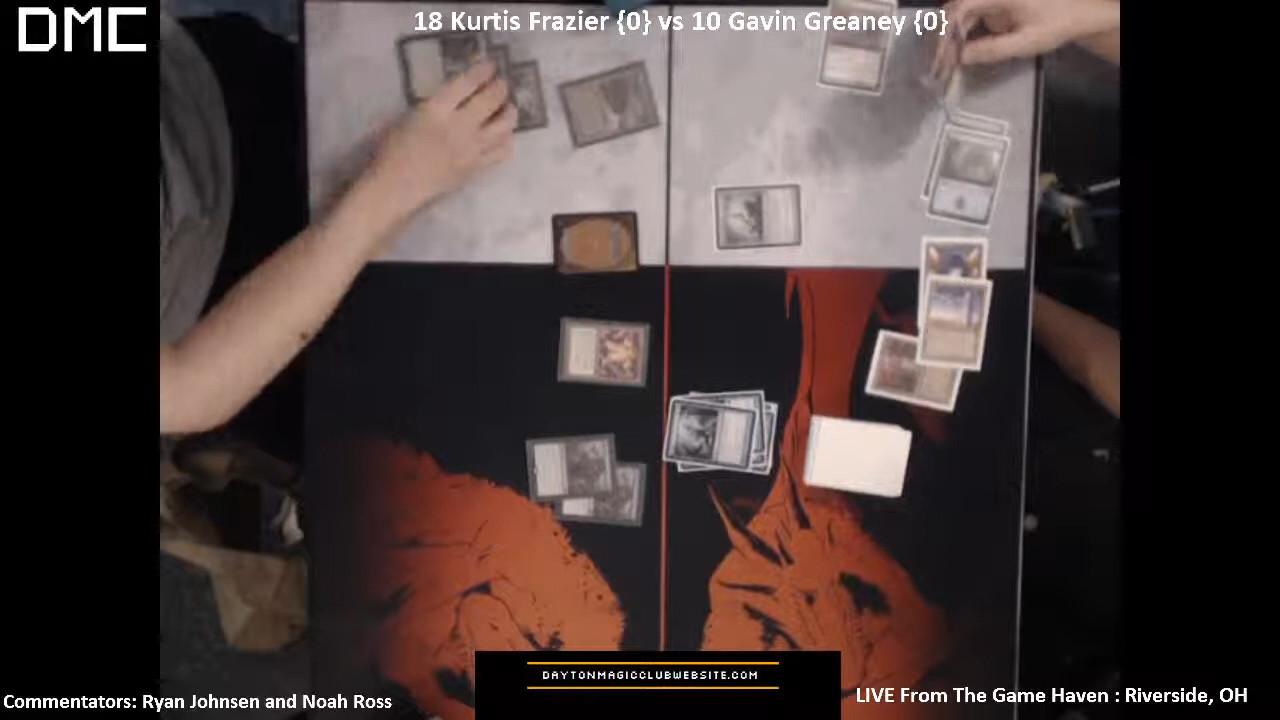 DMC
18 Kurtis Frazier {0} vs 10 Gavin Greaney {0}
DAYTONMAGICCLUBWEBSITE.COM
Commentators: Ryan Johnsen and Noah Ross
LIVE From The Game Haven : Riverside, OH